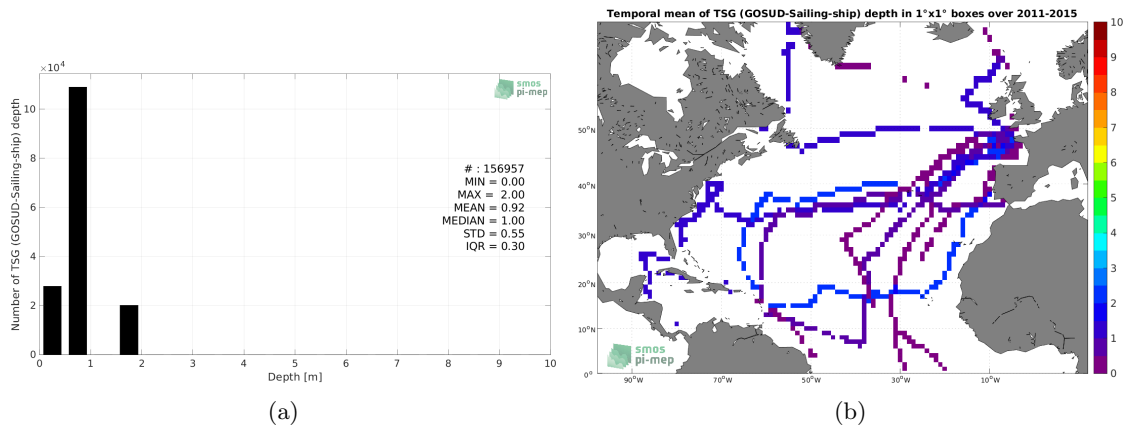 ×10⁴
10
8
6
4
2
0
0 1 2 3 4 5 6 7 8 9 10
Number of TSG (GOSUD-Sailing-ship) depth
Depth [m]
smos
pi-mep
# : 156957
MIN = 0.00
MAX = 2.00
MEAN = 0.92
MEDIAN = 1.00
STD = 0.55
IQR = 0.30
(a)
Temporal mean of TSG (GOSUD-Sailing-ship) depth in 1°x1° boxes over 2011-2015
50°N
40°N
30°N
20°N
10°N
0°
90°W 70°W 50°W 30°W 10°W
smos
pi-mep
10
9
8
7
6
5
4
3
2
1
0
(b)